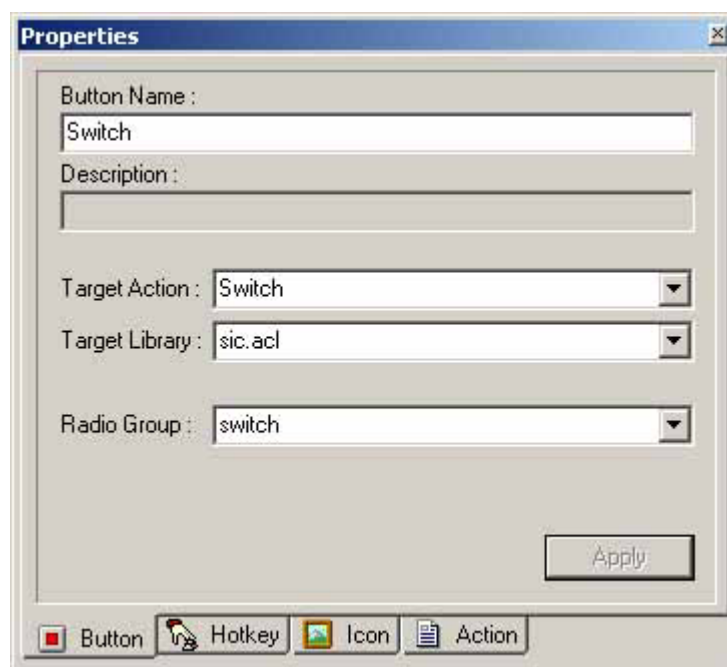 Properties
Button Name :
Switch
Description :
Target Action : Switch
Target Library : sic.acl
Radio Group : switch
Apply
Button Hotkey Icon Action